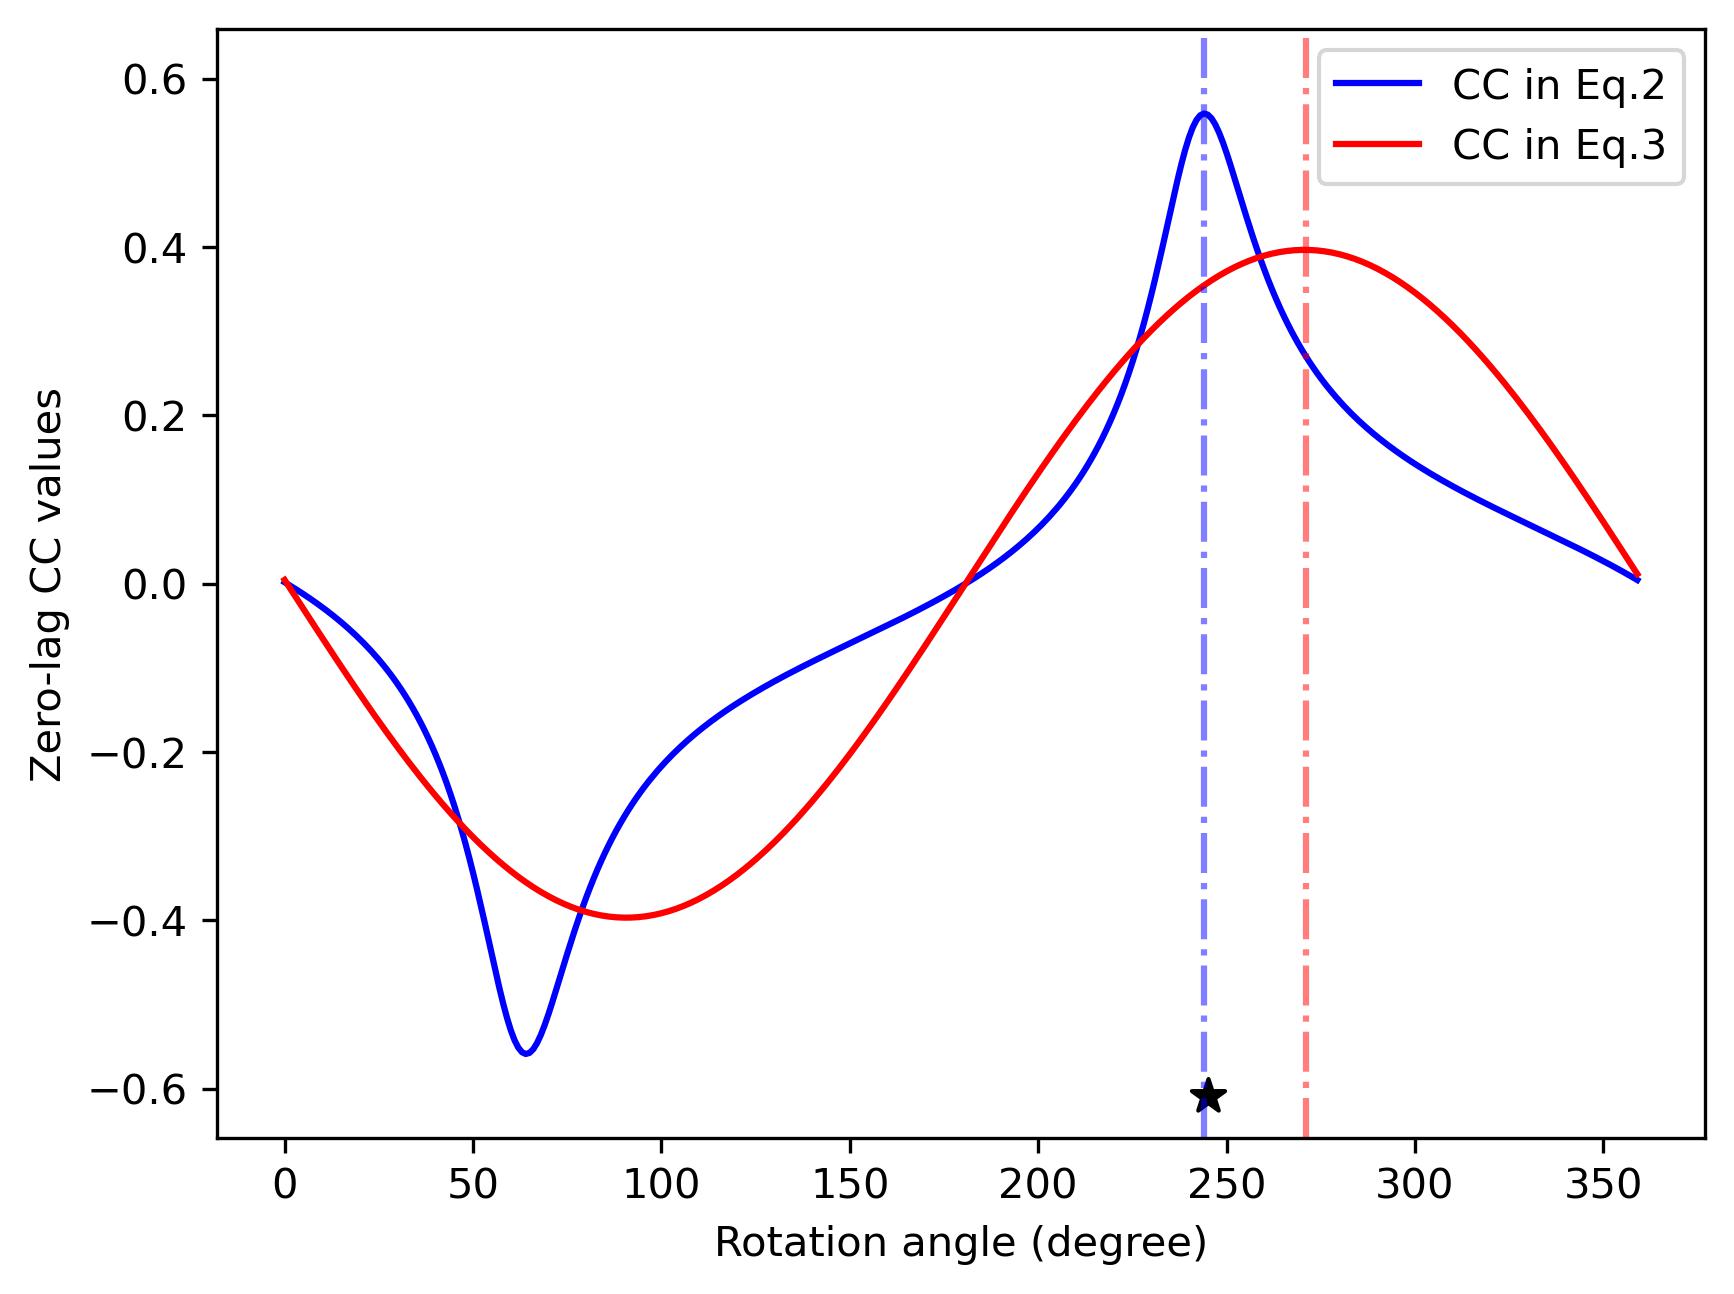 CC in Eq.2
CC in Eq.3
Zero-lag CC values
0.6
0.4
0.2
0.0
−0.2
−0.4
−0.6
0 50 100 150 200 250 300 350
Rotation angle (degree)